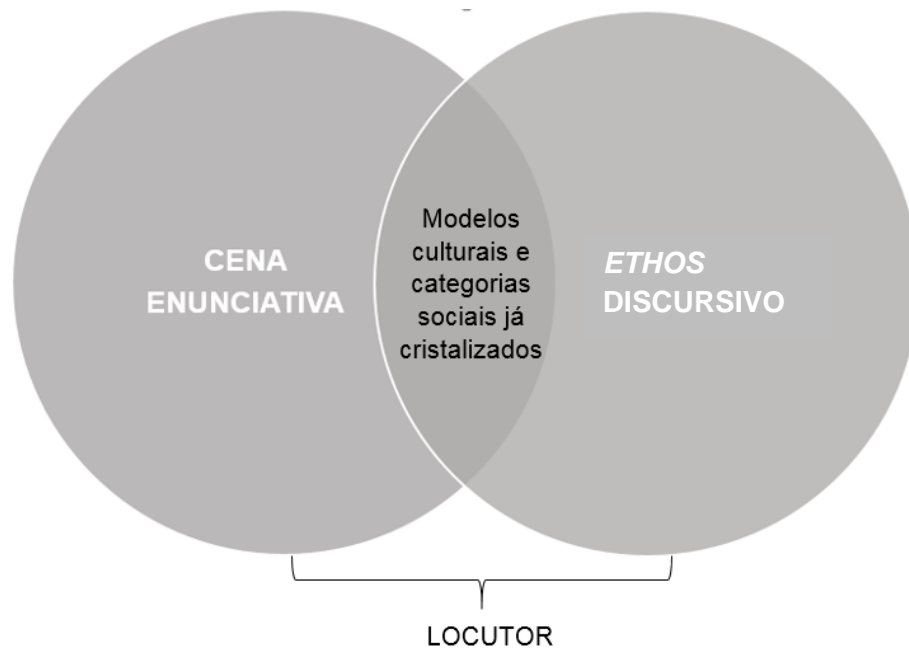 CENA
ENUNCIATIVA
Modelos
culturais e
categorias
sociais já
cristalizados
ETHOS
DISCURSIVO
LOCUTOR